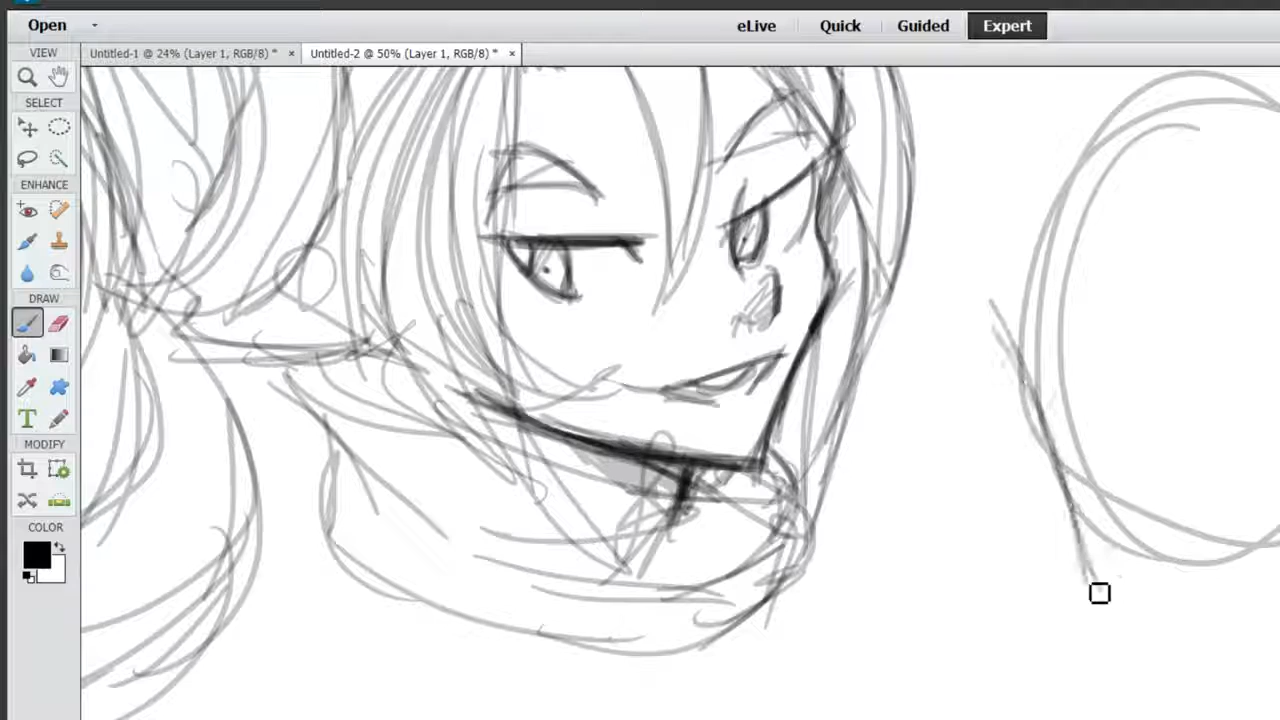 Open eLive Quick Guided Expert
VIEW Untitled-1 @ 24% (Layer 1, RGB/8) * × Untitled-2 @ 50% (Layer 1, RGB/8) * ×
SELECT
ENHANCE
DRAW
T
MODIFY
COLOR